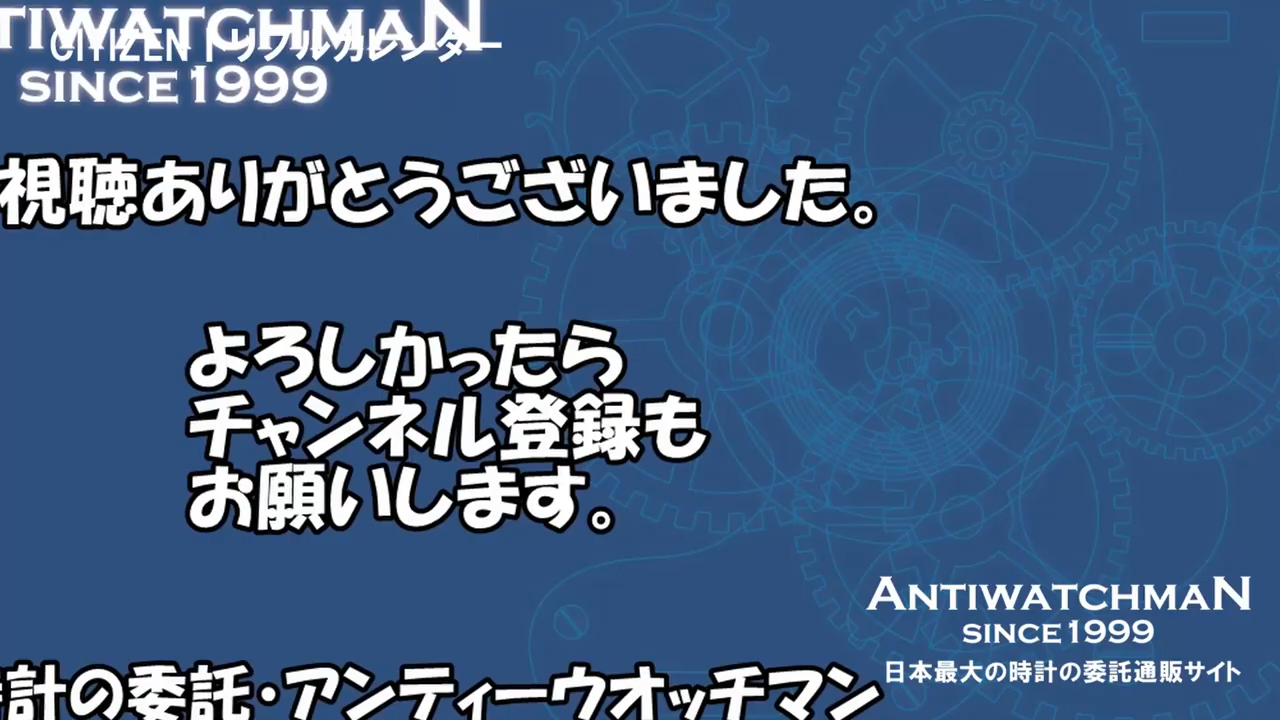 TIWATCHMAN
CITIZEN トリプルカレンダー
SINCE 1999
視聴ありがとうございました。
よろしかったら
チャンネル登録も
お願いします。
ANTIWATCHMAN
SINCE 1999
日本最大の時計の委託通販サイト
計の委託・アンティーウオッチマン